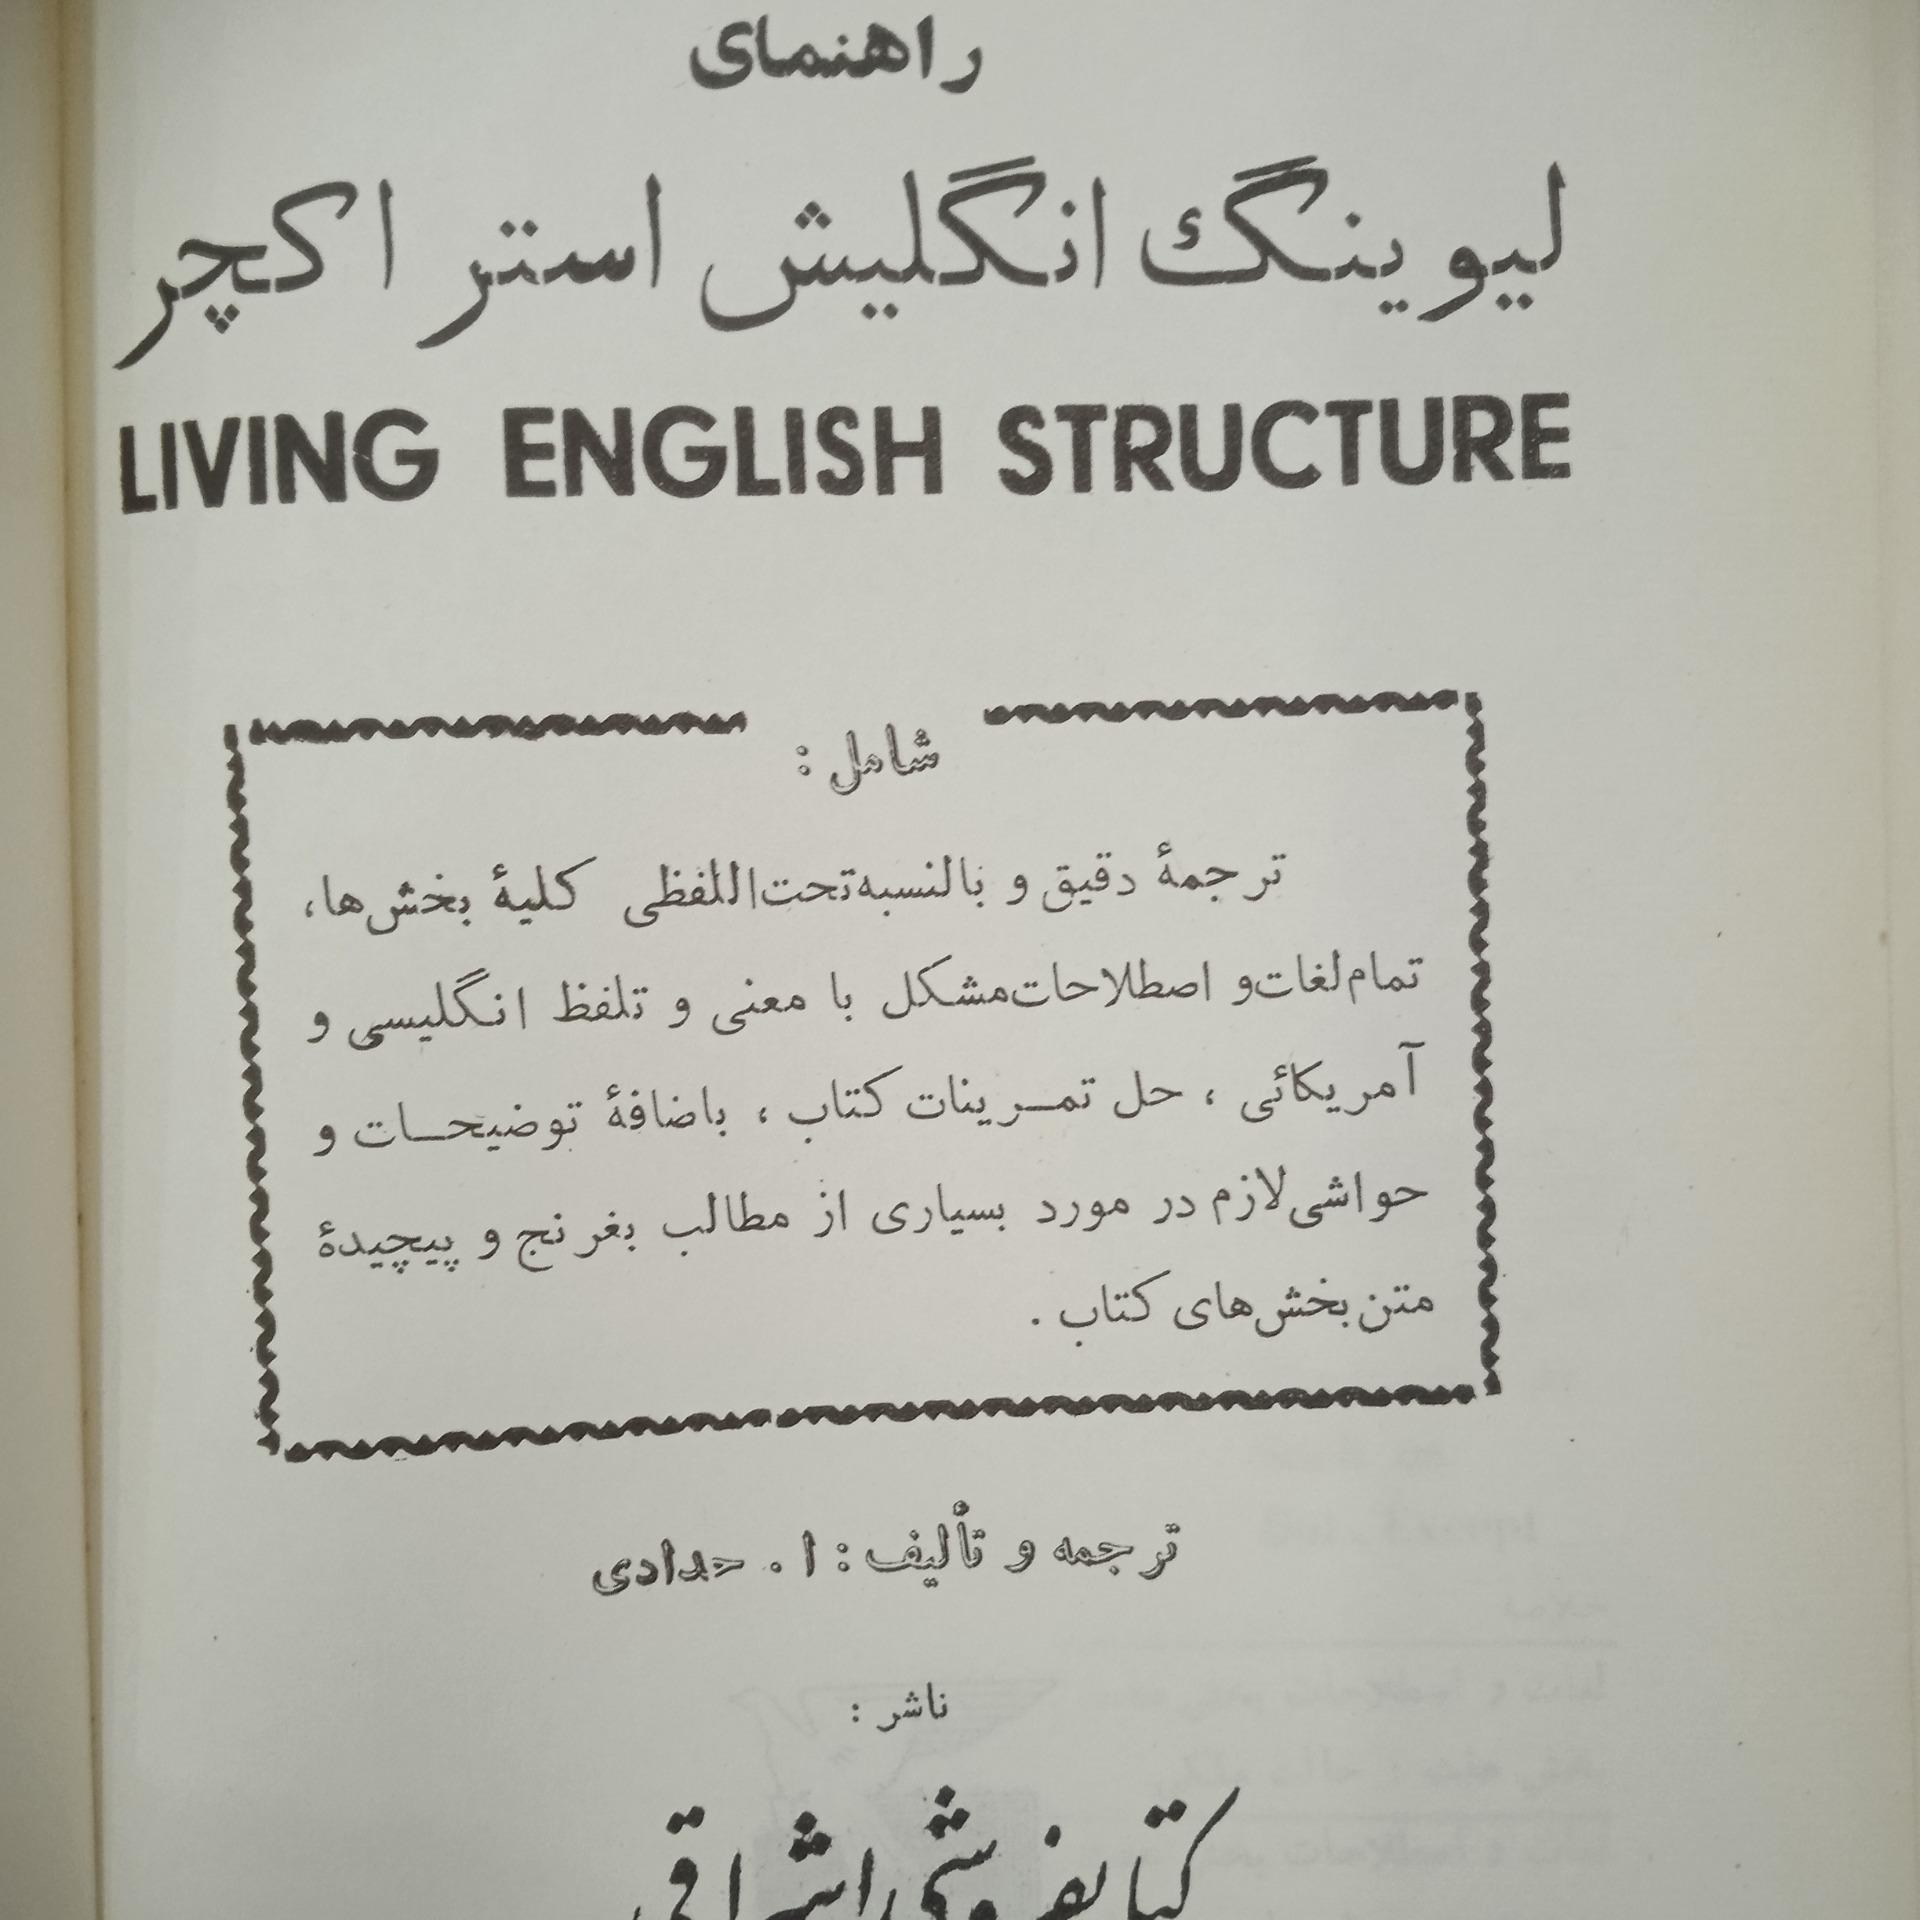 راهنمای
لیوینگ انگلیش استراکچر
LIVING ENGLISH STRUCTURE
شامل :
ترجمهٔ دقیق و بالنسبه تحت‌اللفظی کلیهٔ بخش‌ها،
تمام لغات و اصطلاحات مشکل با معنی و تلفظ انگلیسی و
آمریکائی ، حل تمرینات کتاب ، باضافهٔ توضیحات و
حواشی لازم در مورد بسیاری از مطالب بغرنج و پیچیدهٔ
متن بخش‌های کتاب .
ترجمه و تألیف : ا . حدادی
ناشر :
کتابفروشی اشراقی